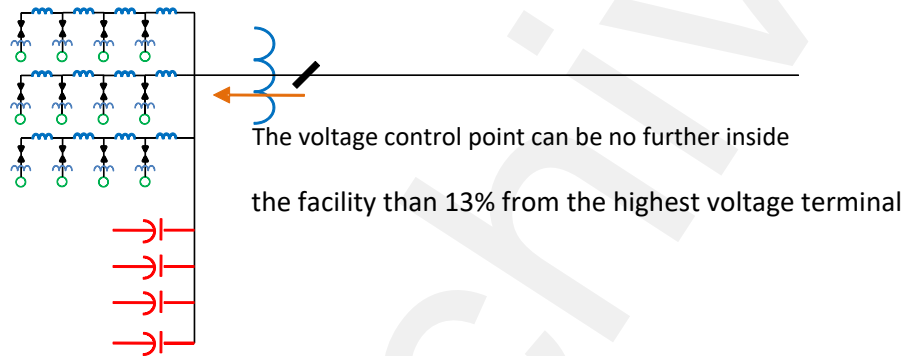 The voltage control point can be no further inside
the facility than 13% from the highest voltage terminal